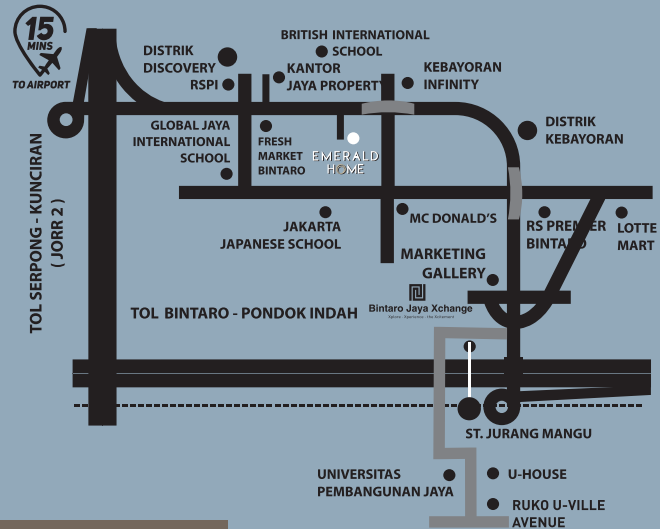 15
MINS
TO AIRPORT
BRITISH INTERNATIONAL
SCHOOL
DISTRIK
DISCOVERY
RSPI
KANTOR
JAYA PROPERTY
KEBAYORAN
INFINITY
GLOBAL JAYA
INTERNATIONAL
SCHOOL
FRESH
MARKET
BINTARO
EMERALD
HOME
DISTRIK
KEBAYORAN
TOL SERPONG - KUNCIRAN
( JORR 2 )
JAKARTA
JAPANESE SCHOOL
MC DONALD'S
RS PREMIER
BINTARO
LOTTE
MART
MARKETING
GALLERY
TOL BINTARO - PONDOK INDAH
Bintaro Jaya Xchange
ST. JURANG MANGU
UNIVERSITAS
PEMBANGUNAN JAYA
U-HOUSE
RUKO U-VILLE
AVENUE